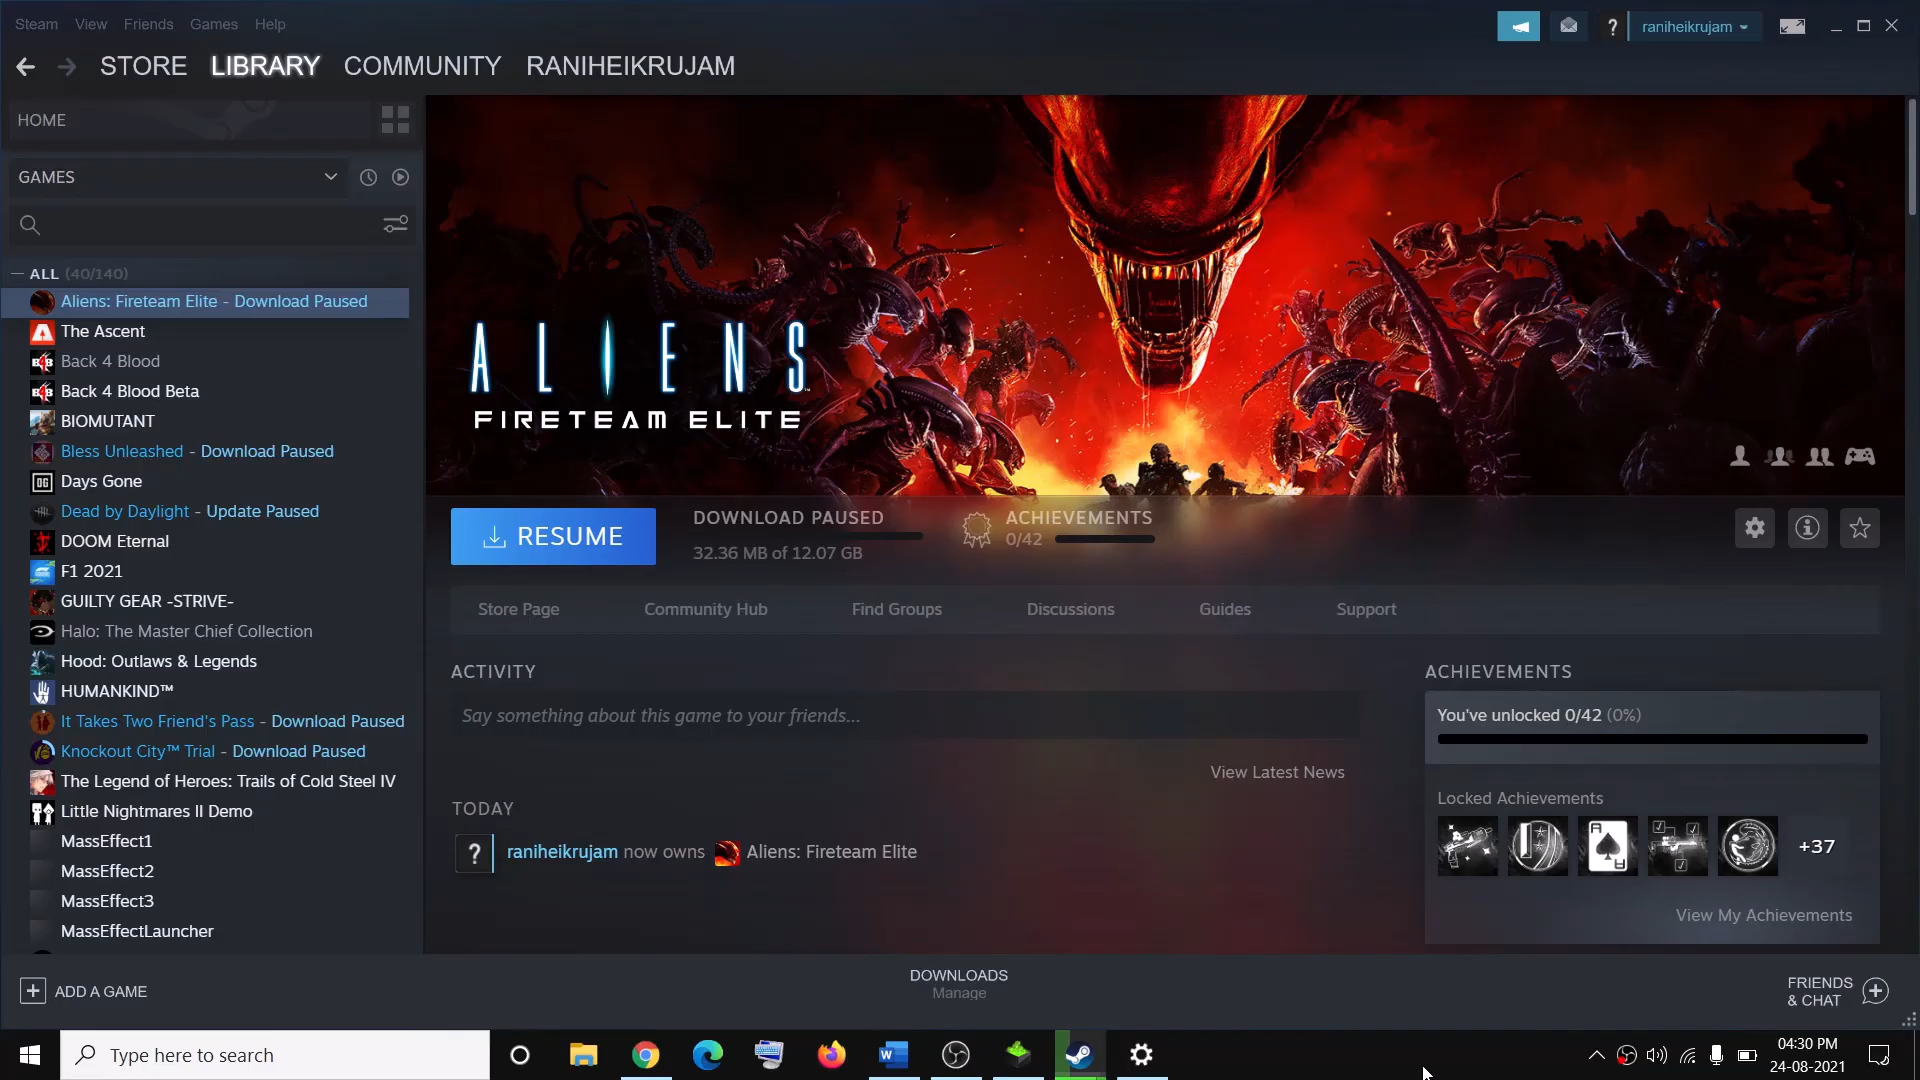 Steam View Friends Games Help
raniheikrujam
STORE LIBRARY COMMUNITY RANIHEIKRUJAM
HOME
GAMES
— ALL (40/140)
Aliens: Fireteam Elite - Download Paused
The Ascent
Back 4 Blood
Back 4 Blood Beta
BIOMUTANT
Bless Unleashed - Download Paused
Days Gone
Dead by Daylight - Update Paused
DOOM Eternal
F1 2021
GUILTY GEAR -STRIVE-
Halo: The Master Chief Collection
Hood: Outlaws & Legends
HUMANKIND™
It Takes Two Friend's Pass - Download Paused
Knockout City™ Trial - Download Paused
The Legend of Heroes: Trails of Cold Steel IV
Little Nightmares II Demo
MassEffect1
MassEffect2
MassEffect3
MassEffectLauncher
ALIENS™
FIRETEAM ELITE
RESUME
DOWNLOAD PAUSED
32.36 MB of 12.07 GB
ACHIEVEMENTS
0/42
Store Page Community Hub Find Groups Discussions Guides Support
ACTIVITY
Say something about this game to your friends...
View Latest News
TODAY
raniheikrujam now owns Aliens: Fireteam Elite
ACHIEVEMENTS
You've unlocked 0/42 (0%)
Locked Achievements
+37
View My Achievements
ADD A GAME
DOWNLOADS
Manage
FRIENDS
& CHAT
Type here to search
04:30 PM
24-08-2021